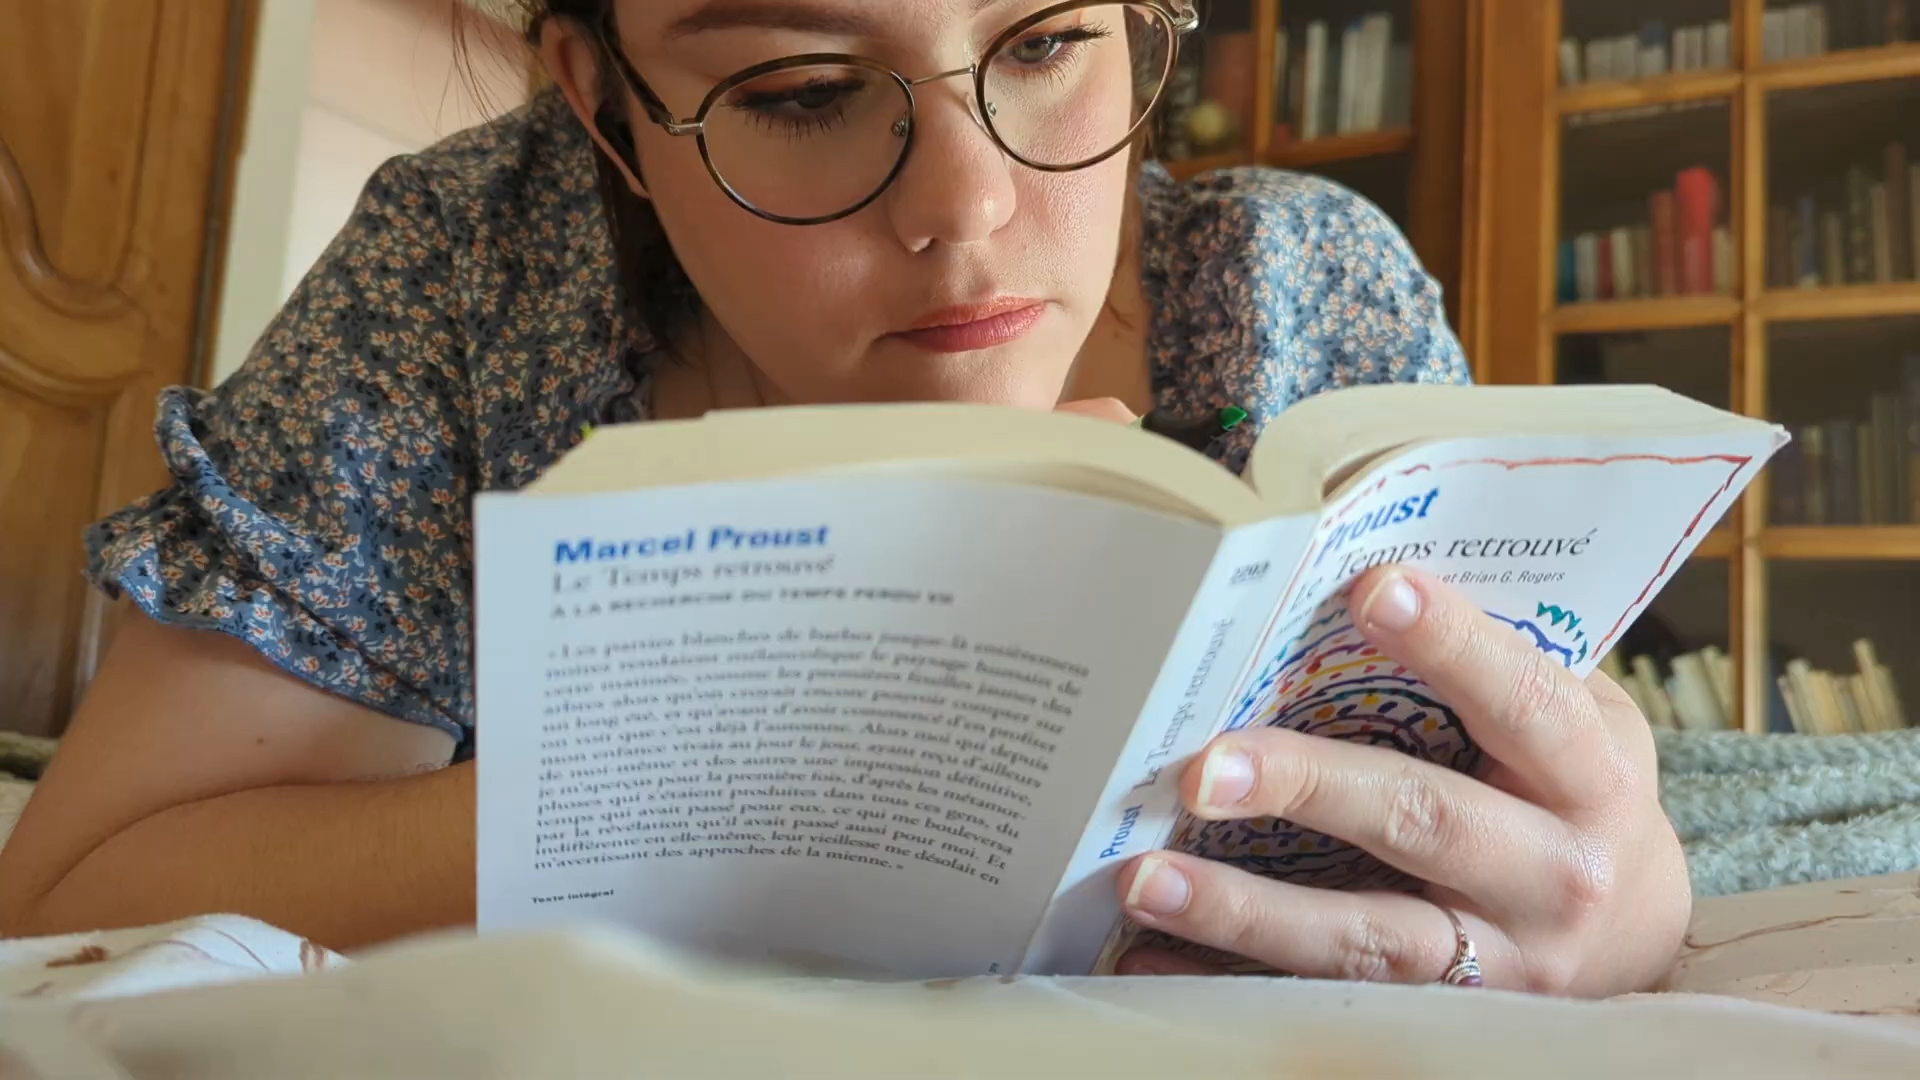 Marcel Proust
Le Temps retrouvé
A LA RECHERCHE DU TEMPS PERDU VII
« Les parties blanches de barbes jusque-là entièrement
noires rendaient mélancolique le paysage humain de
cette matinée, comme les premières feuilles jaunes des
arbres alors qu'on croyait encore pouvoir compter sur
un long été, et qu'avant d'avoir commencé d'en profiter
on voit que c'est déjà l'automne. Alors moi qui depuis
mon enfance vivais au jour le jour, ayant reçu d'ailleurs
de moi-même et des autres une impression définitive,
je m'aperçus pour la première fois, d'après les métamor-
phoses qui s'étaient produites dans tous ces gens, du
temps qui avait passé pour eux, ce qui me bouleversa
par la révélation qu'il avait passé aussi pour moi. Et
indifférente en elle-même, leur vieillesse me désolait en
m'avertissant des approches de la mienne. »
Texte intégral
Proust Le Temps retrouvé
Proust
Le Temps retrouvé
et Brian G. Rogers